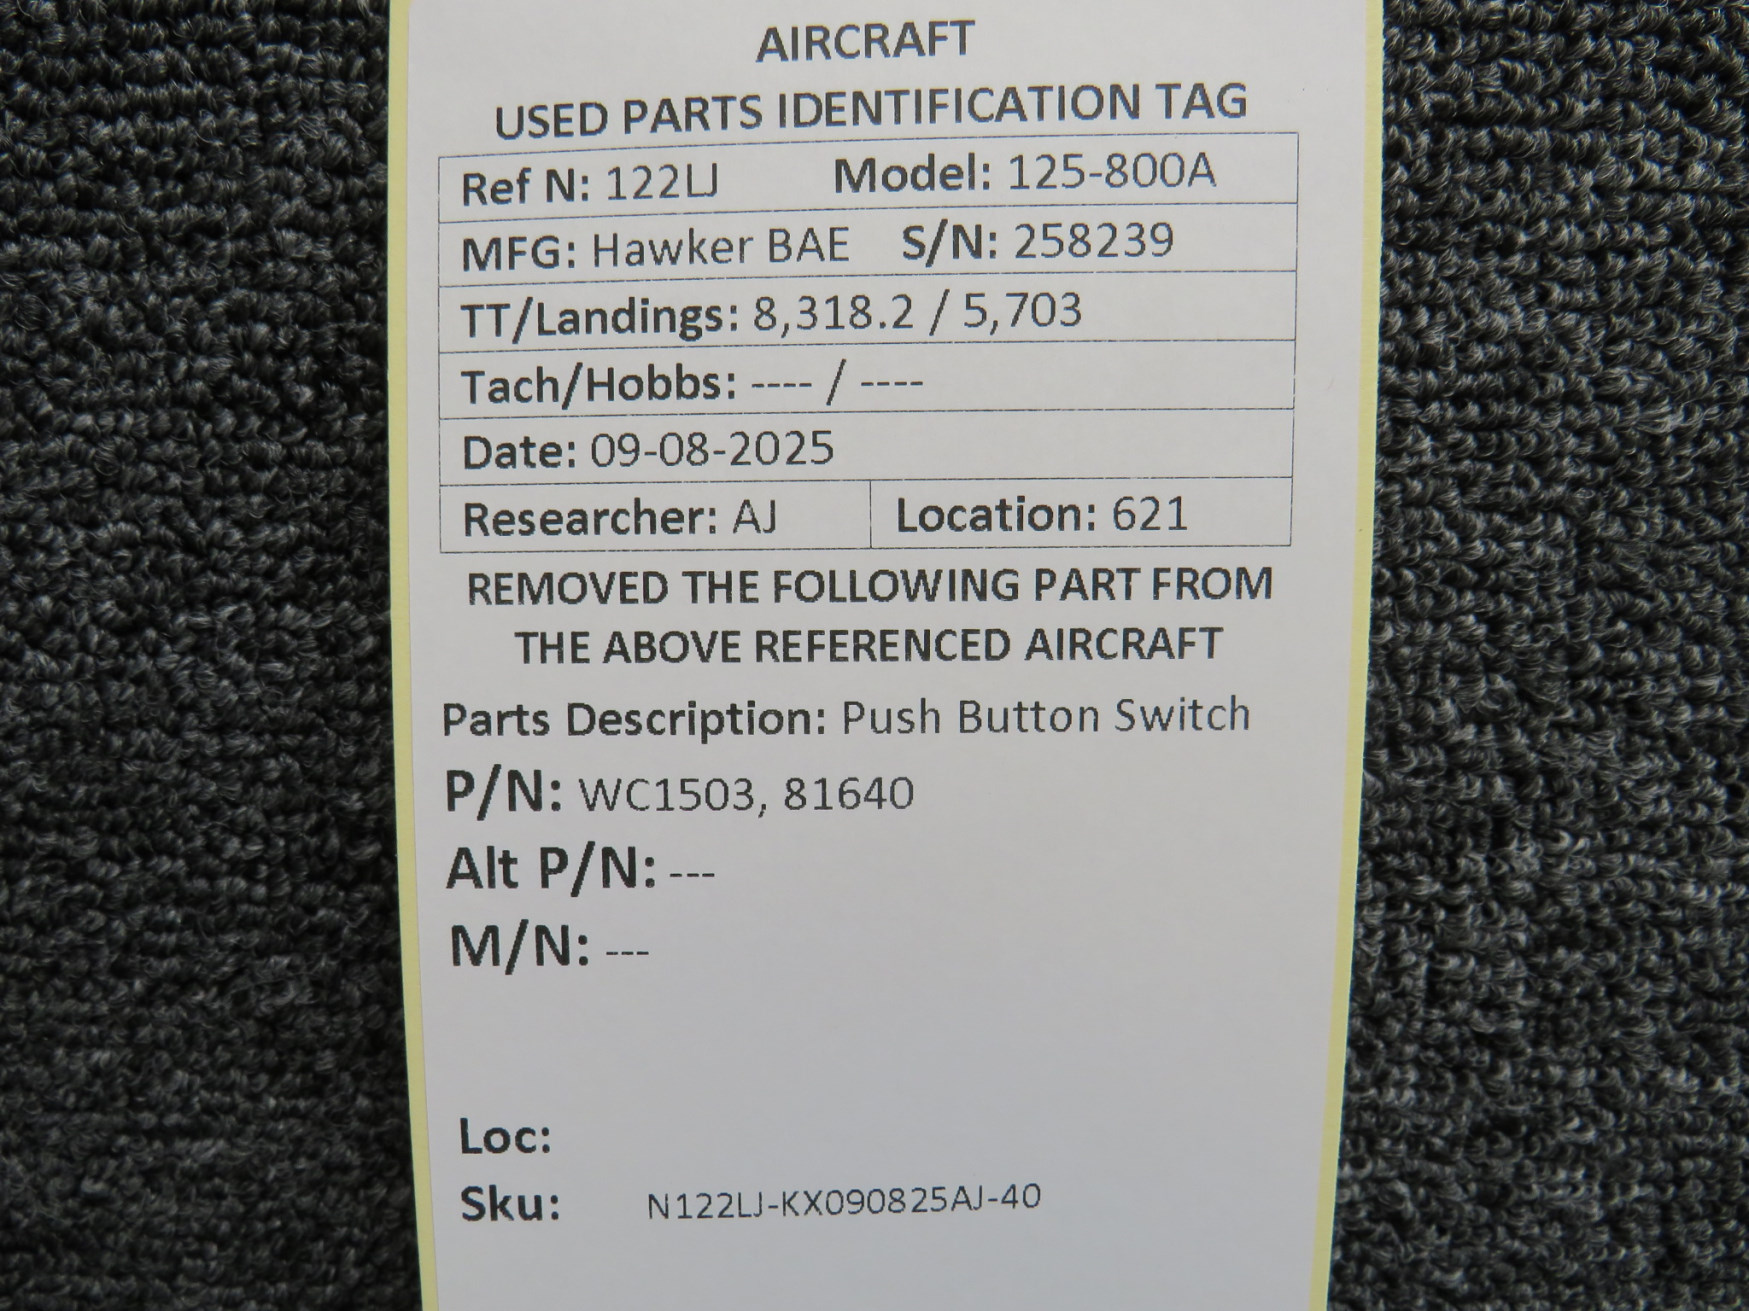 AIRCRAFT
USED PARTS IDENTIFICATION TAG
Ref N: 122LJ Model: 125-800A
MFG: Hawker BAE S/N: 258239
TT/Landings: 8,318.2 / 5,703
Tach/Hobbs: ---- / ----
Date: 09-08-2025
Researcher: AJ Location: 621
REMOVED THE FOLLOWING PART FROM
THE ABOVE REFERENCED AIRCRAFT
Parts Description: Push Button Switch
P/N: WC1503, 81640
Alt P/N: ---
M/N: ---
Loc:
Sku: N122LJ-KX090825AJ-40